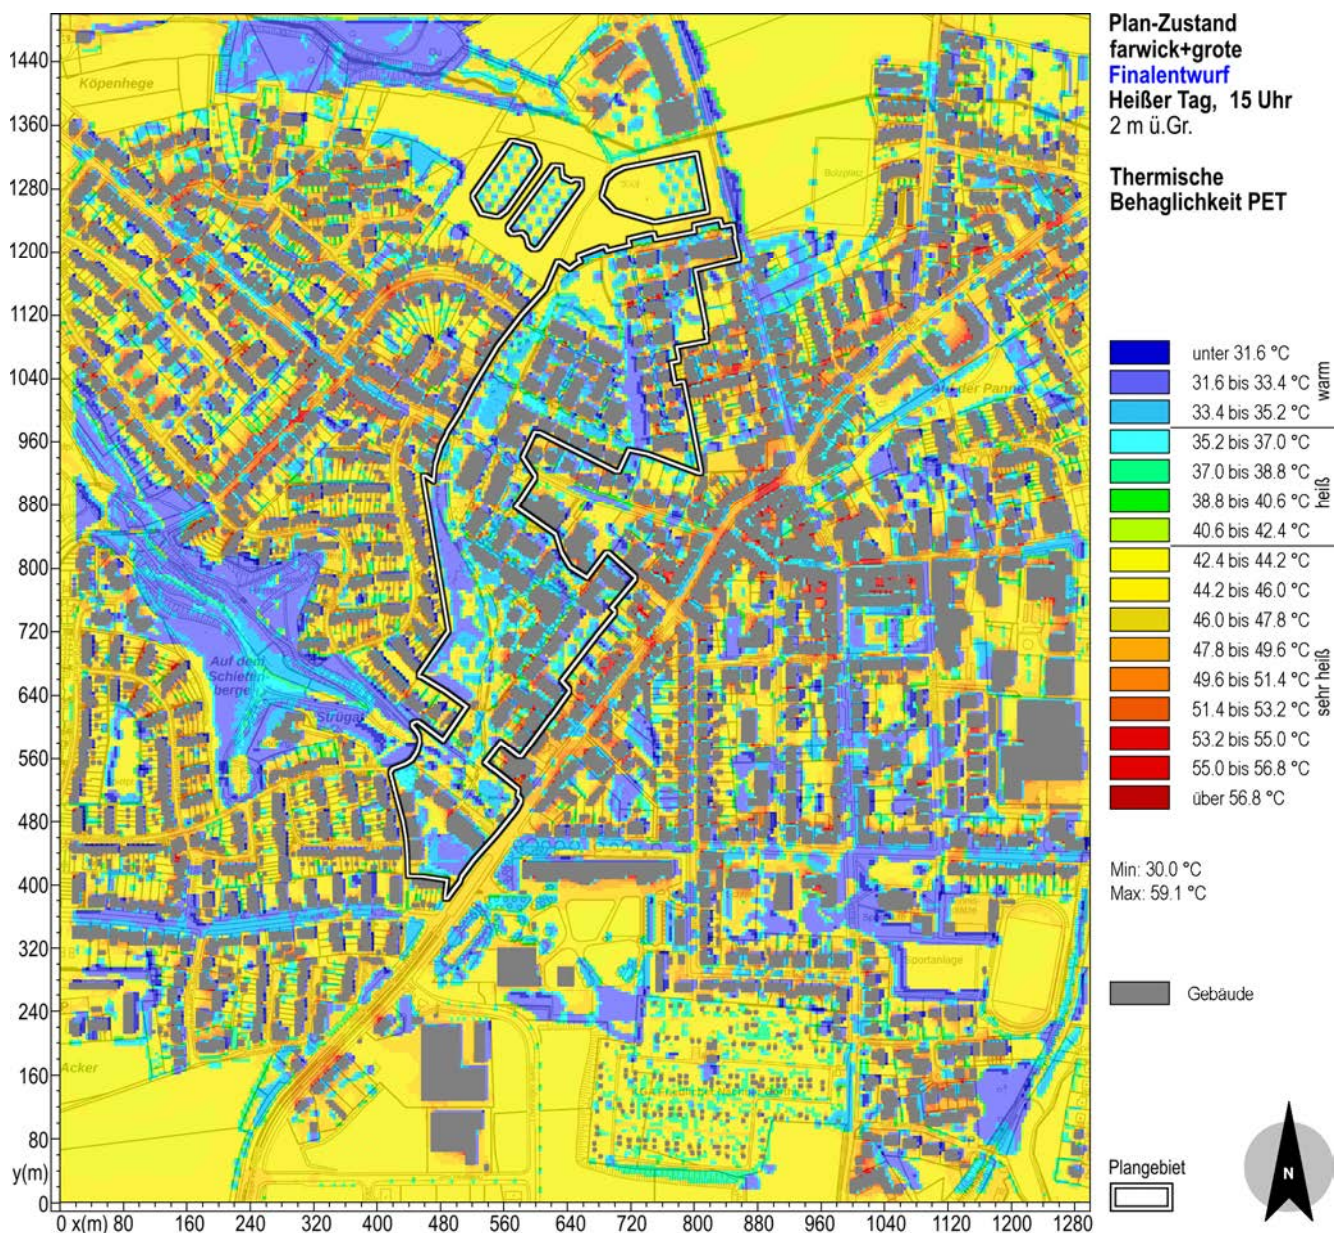 Plan-Zustand
farwick+grote
Finalentwurf
Heißer Tag, 15 Uhr
2 m ü.Gr.
Thermische
Behaglichkeit PET
unter 31.6 °C
31.6 bis 33.4 °C
33.4 bis 35.2 °C
warm
35.2 bis 37.0 °C
37.0 bis 38.8 °C
38.8 bis 40.6 °C
40.6 bis 42.4 °C
heiß
42.4 bis 44.2 °C
44.2 bis 46.0 °C
46.0 bis 47.8 °C
47.8 bis 49.6 °C
49.6 bis 51.4 °C
51.4 bis 53.2 °C
53.2 bis 55.0 °C
55.0 bis 56.8 °C
über 56.8 °C
sehr heiß
Min: 30.0 °C
Max: 59.1 °C
Gebäude
Plangebiet
N
1440
1360
1280
1200
1120
1040
960
880
800
720
640
560
480
400
320
240
160
80
y(m)
0
0 x(m) 80 160 240 320 400 480 560 640 720 800 880 960 1040 1120 1200 1280
Köpenhege
Bolzplatz
Auf dem
Schieten-
berge
Sportanlage
Acker